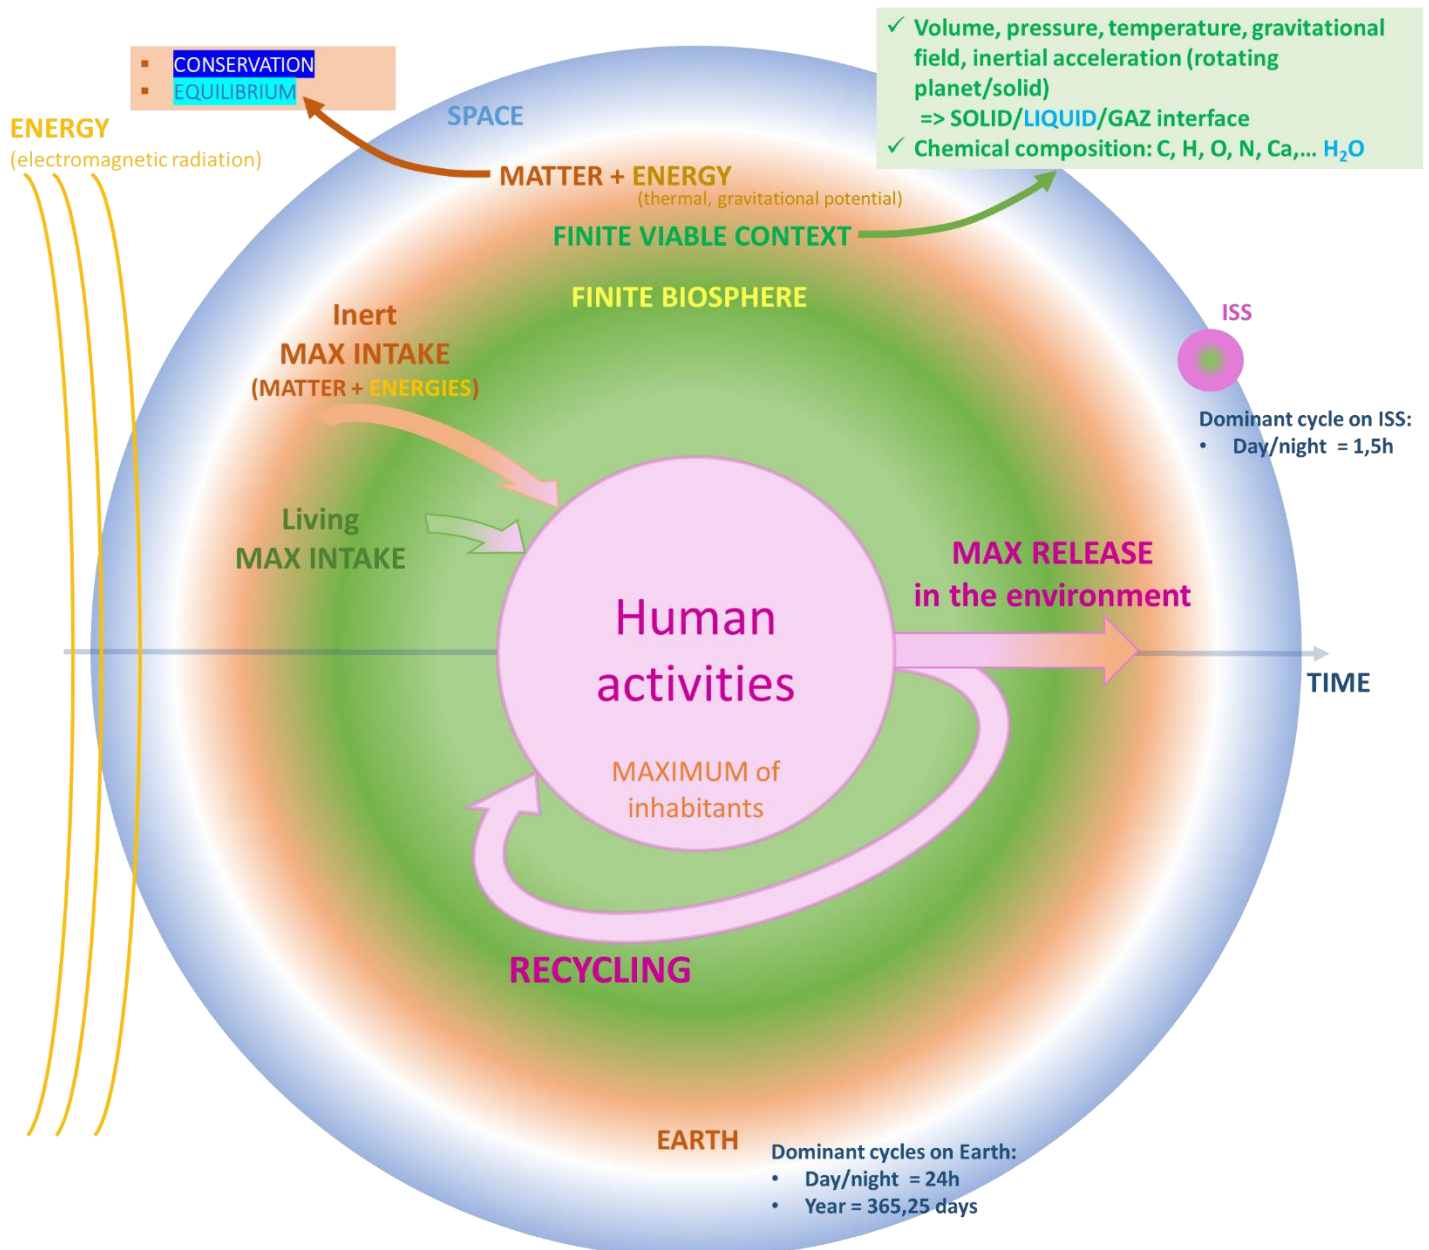 ▪ CONSERVATION
▪ EQUILIBRIUM
ENERGY
(electromagnetic radiation)
SPACE
✓ Volume, pressure, temperature, gravitational
field, inertial acceleration (rotating
planet/solid)
=> SOLID/LIQUID/GAZ interface
✓ Chemical composition: C, H, O, N, Ca,... H₂O
MATTER + ENERGY
(thermal, gravitational potential)
FINITE VIABLE CONTEXT
FINITE BIOSPHERE
Inert
MAX INTAKE
(MATTER + ENERGIES)
ISS
Dominant cycle on ISS:
• Day/night = 1,5h
Living
MAX INTAKE
MAX RELEASE
in the environment
Human
activities
TIME
MAXIMUM of
inhabitants
RECYCLING
EARTH
Dominant cycles on Earth:
• Day/night = 24h
• Year = 365,25 days